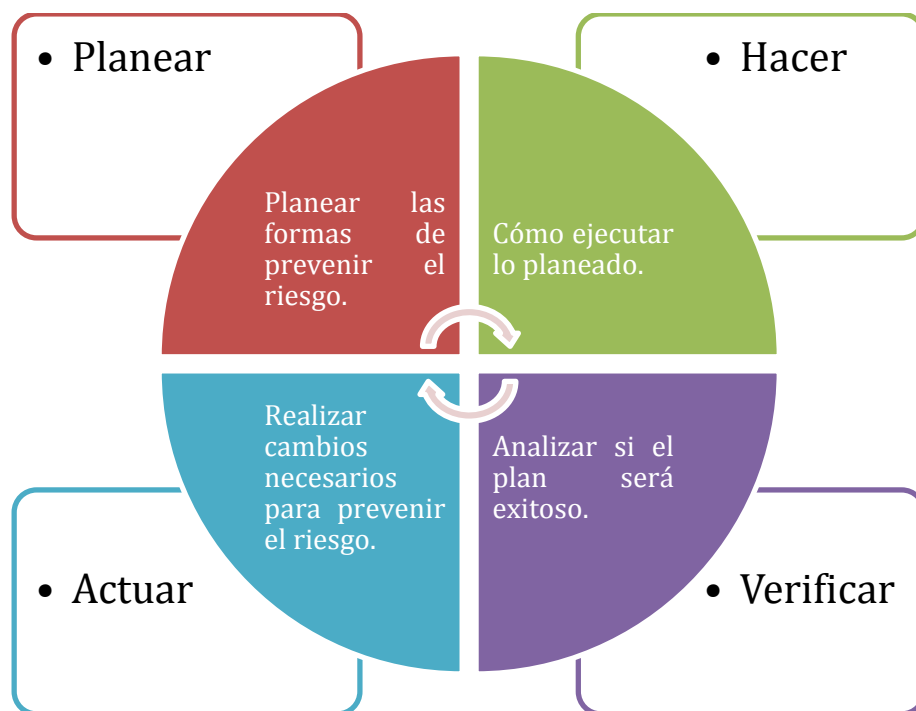 • Planear
• Hacer
Planear las
formas de
prevenir el
riesgo.
Cómo ejecutar
lo planeado.
Realizar
cambios
necesarios
para prevenir
el riesgo.
Analizar si el
plan será
exitoso.
• Actuar
• Verificar